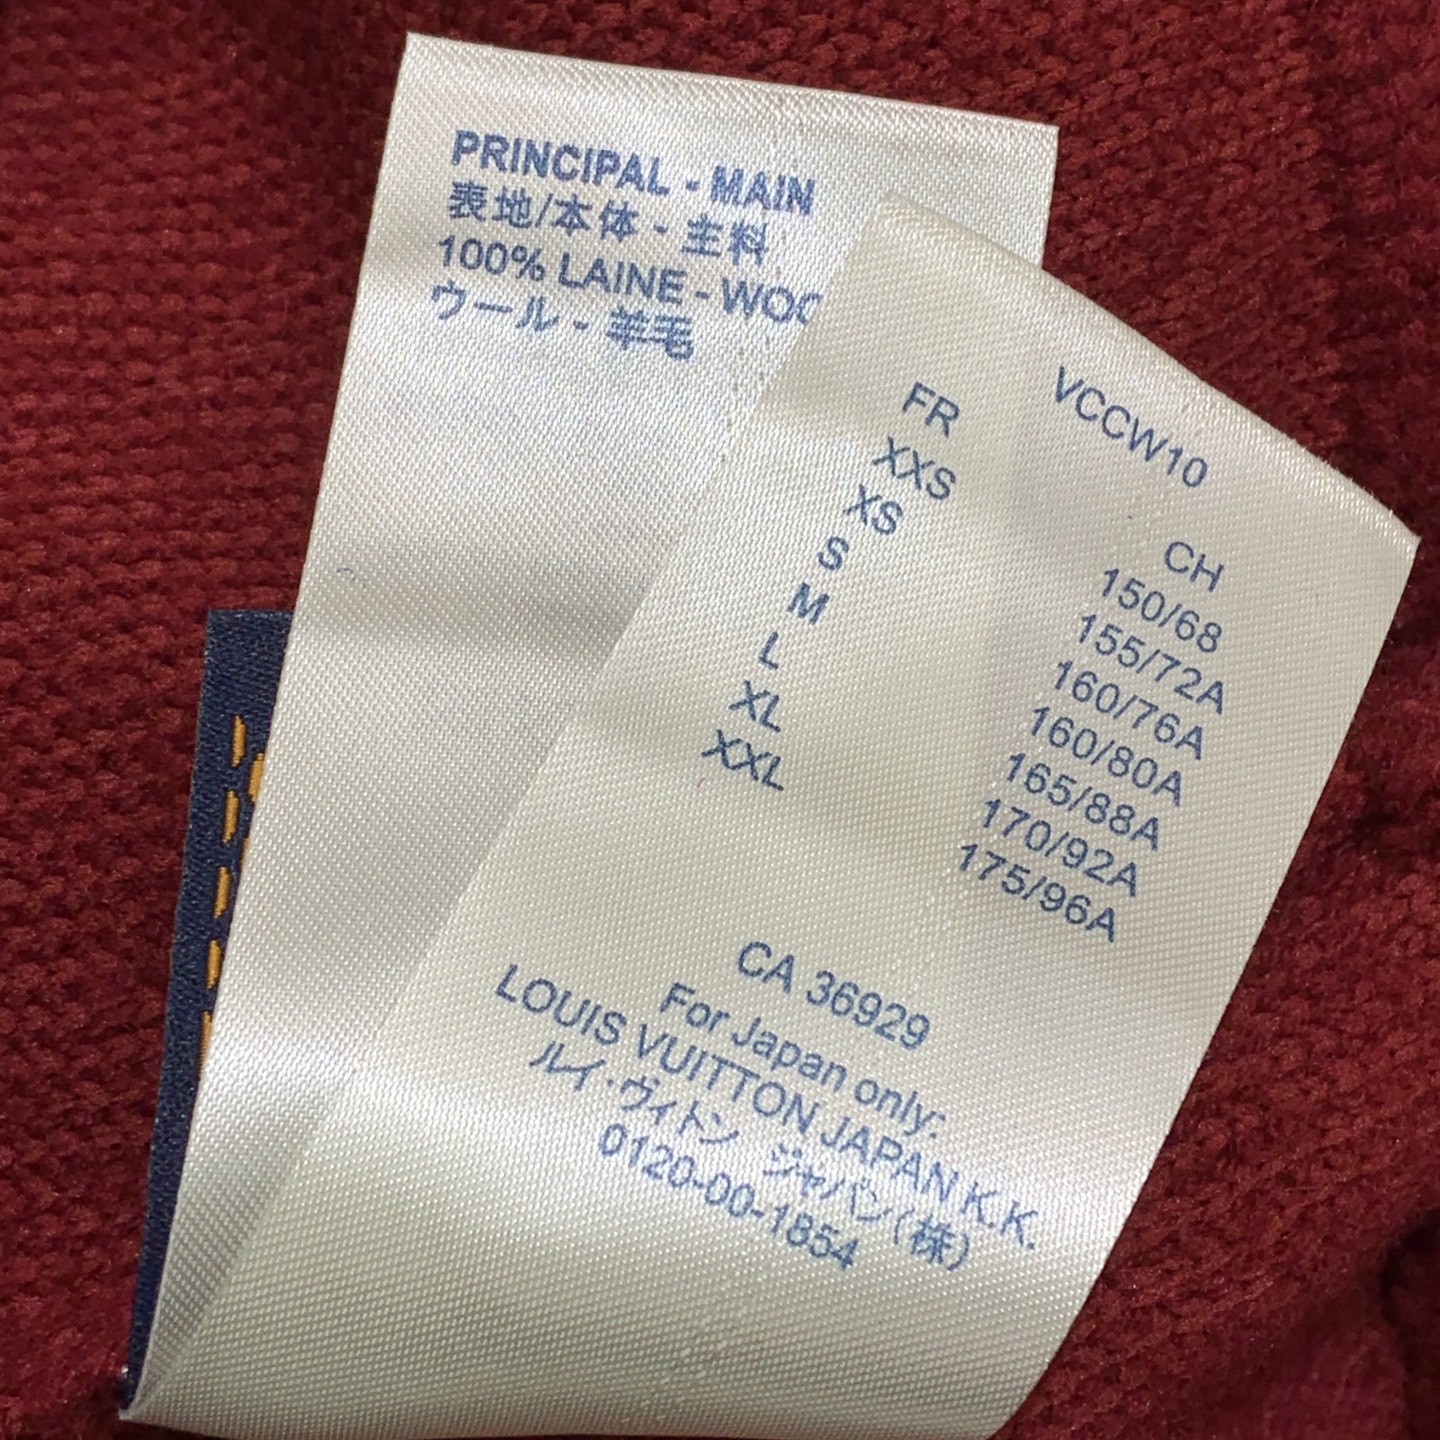 PRINCIPAL - MAIN
表地/本体 - 主料
100% LAINE -
ウール - 羊毛
VCCW10
FR CH
XXS 150/68
XS 155/72A
S 160/76A
M 160/80A
L 165/88A
XL 170/92A
XXL 175/96A
CA 36929
For Japan only:
LOUIS VUITTON JAPAN K.K.
ルイ・ヴィトン ジャパン(株)
0120-00-1854